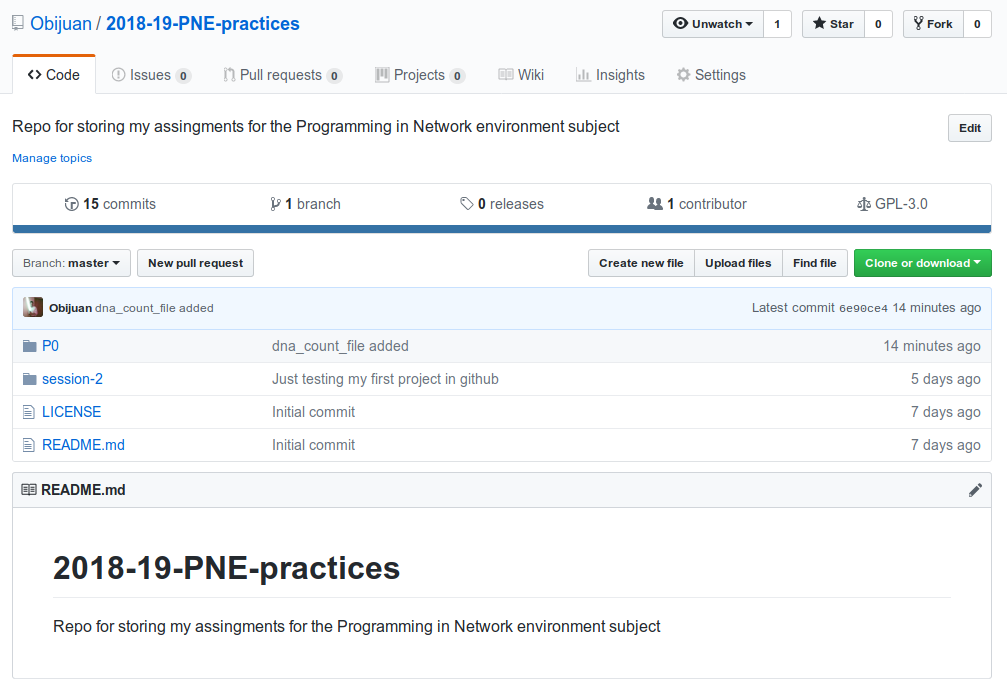 Obijuan / 2018-19-PNE-practices
Unwatch 1 Star 0 Fork 0
Code Issues 0 Pull requests 0 Projects 0 Wiki Insights Settings
Repo for storing my assingments for the Programming in Network environment subject
Edit
Manage topics
15 commits 1 branch 0 releases 1 contributor GPL-3.0
Branch: master New pull request Create new file Upload files Find file Clone or download
Obijuan dna_count_file added Latest commit 6e90ce4 14 minutes ago
P0 dna_count_file added 14 minutes ago
session-2 Just testing my first project in github 5 days ago
LICENSE Initial commit 7 days ago
README.md Initial commit 7 days ago
README.md
2018-19-PNE-practices
Repo for storing my assingments for the Programming in Network environment subject